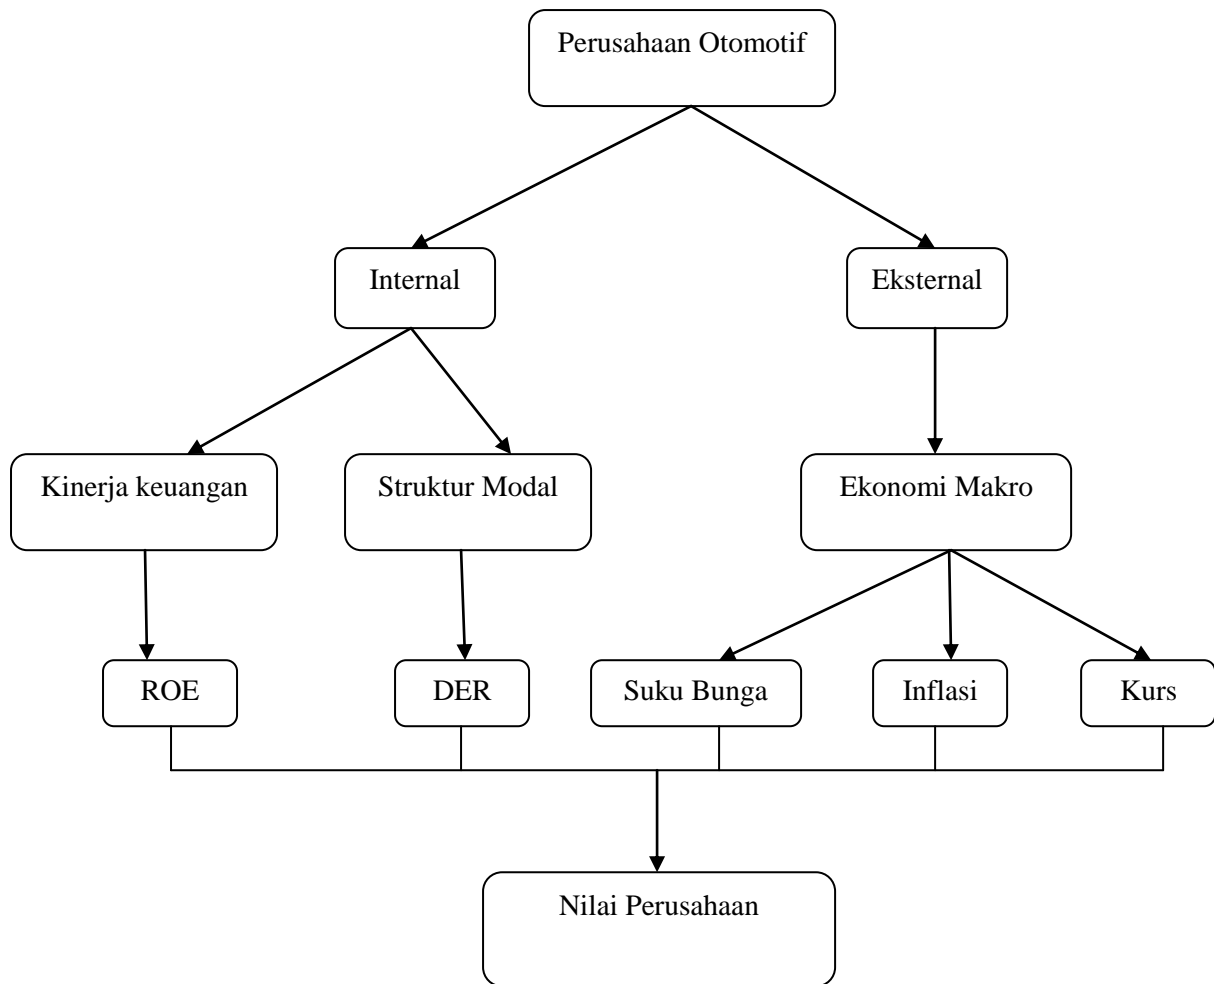 Perusahaan Otomotif
Internal
Eksternal
Kinerja keuangan
Struktur Modal
Ekonomi Makro
ROE
DER
Suku Bunga
Inflasi
Kurs
Nilai Perusahaan